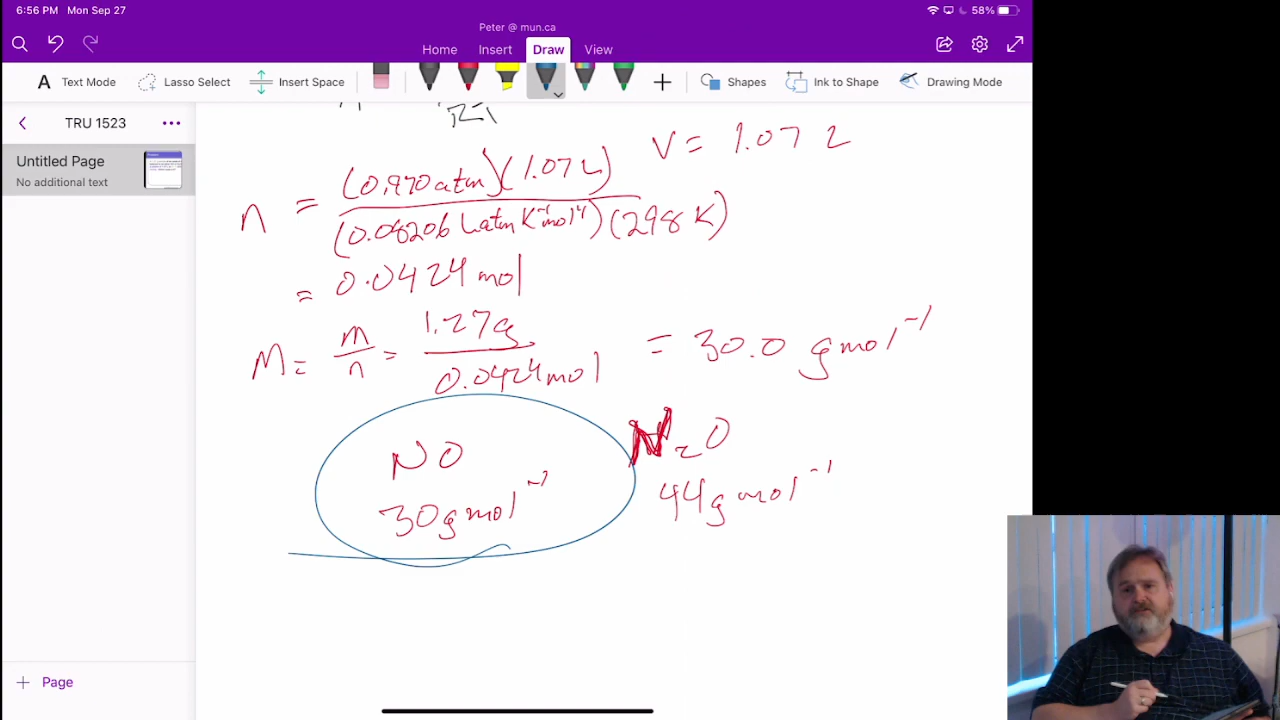 6:56 PM Mon Sep 27
58%
Peter @ mun.ca
Home Insert Draw View
A Text Mode Lasso Select Insert Space Shapes Ink to Shape Drawing Mode
TRU 1523
Untitled Page
No additional text
V = 1.07 L
n = (0.970 atm)(1.07 L)
(0.08206 L atm K⁻¹ mol⁻¹)(298 K)
= 0.0424 mol
M = m/n = 1.27g / 0.0424 mol = 30.0 g mol⁻¹
NO N₂O
30 g mol⁻¹ 44 g mol⁻¹
+ Page